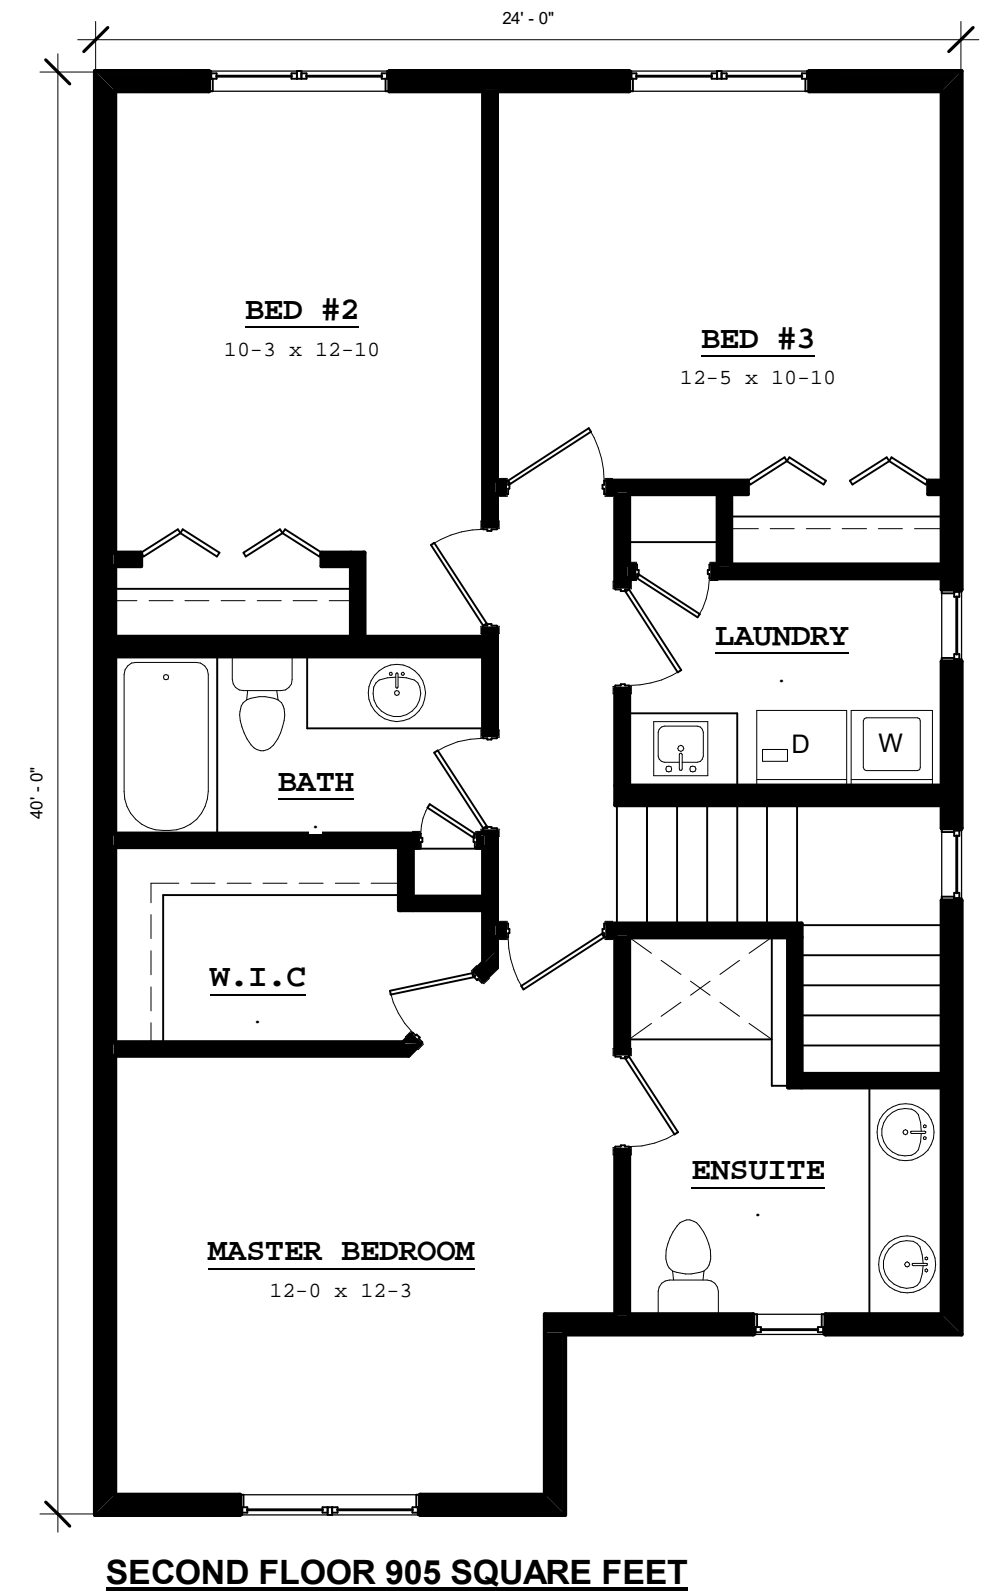 24' - 0"
BED #2
10-3 x 12-10
BED #3
12-5 x 10-10
LAUNDRY
D
W
40' - 0"
BATH
W.I.C
ENSUITE
MASTER BEDROOM
12-0 x 12-3
SECOND FLOOR 905 SQUARE FEET